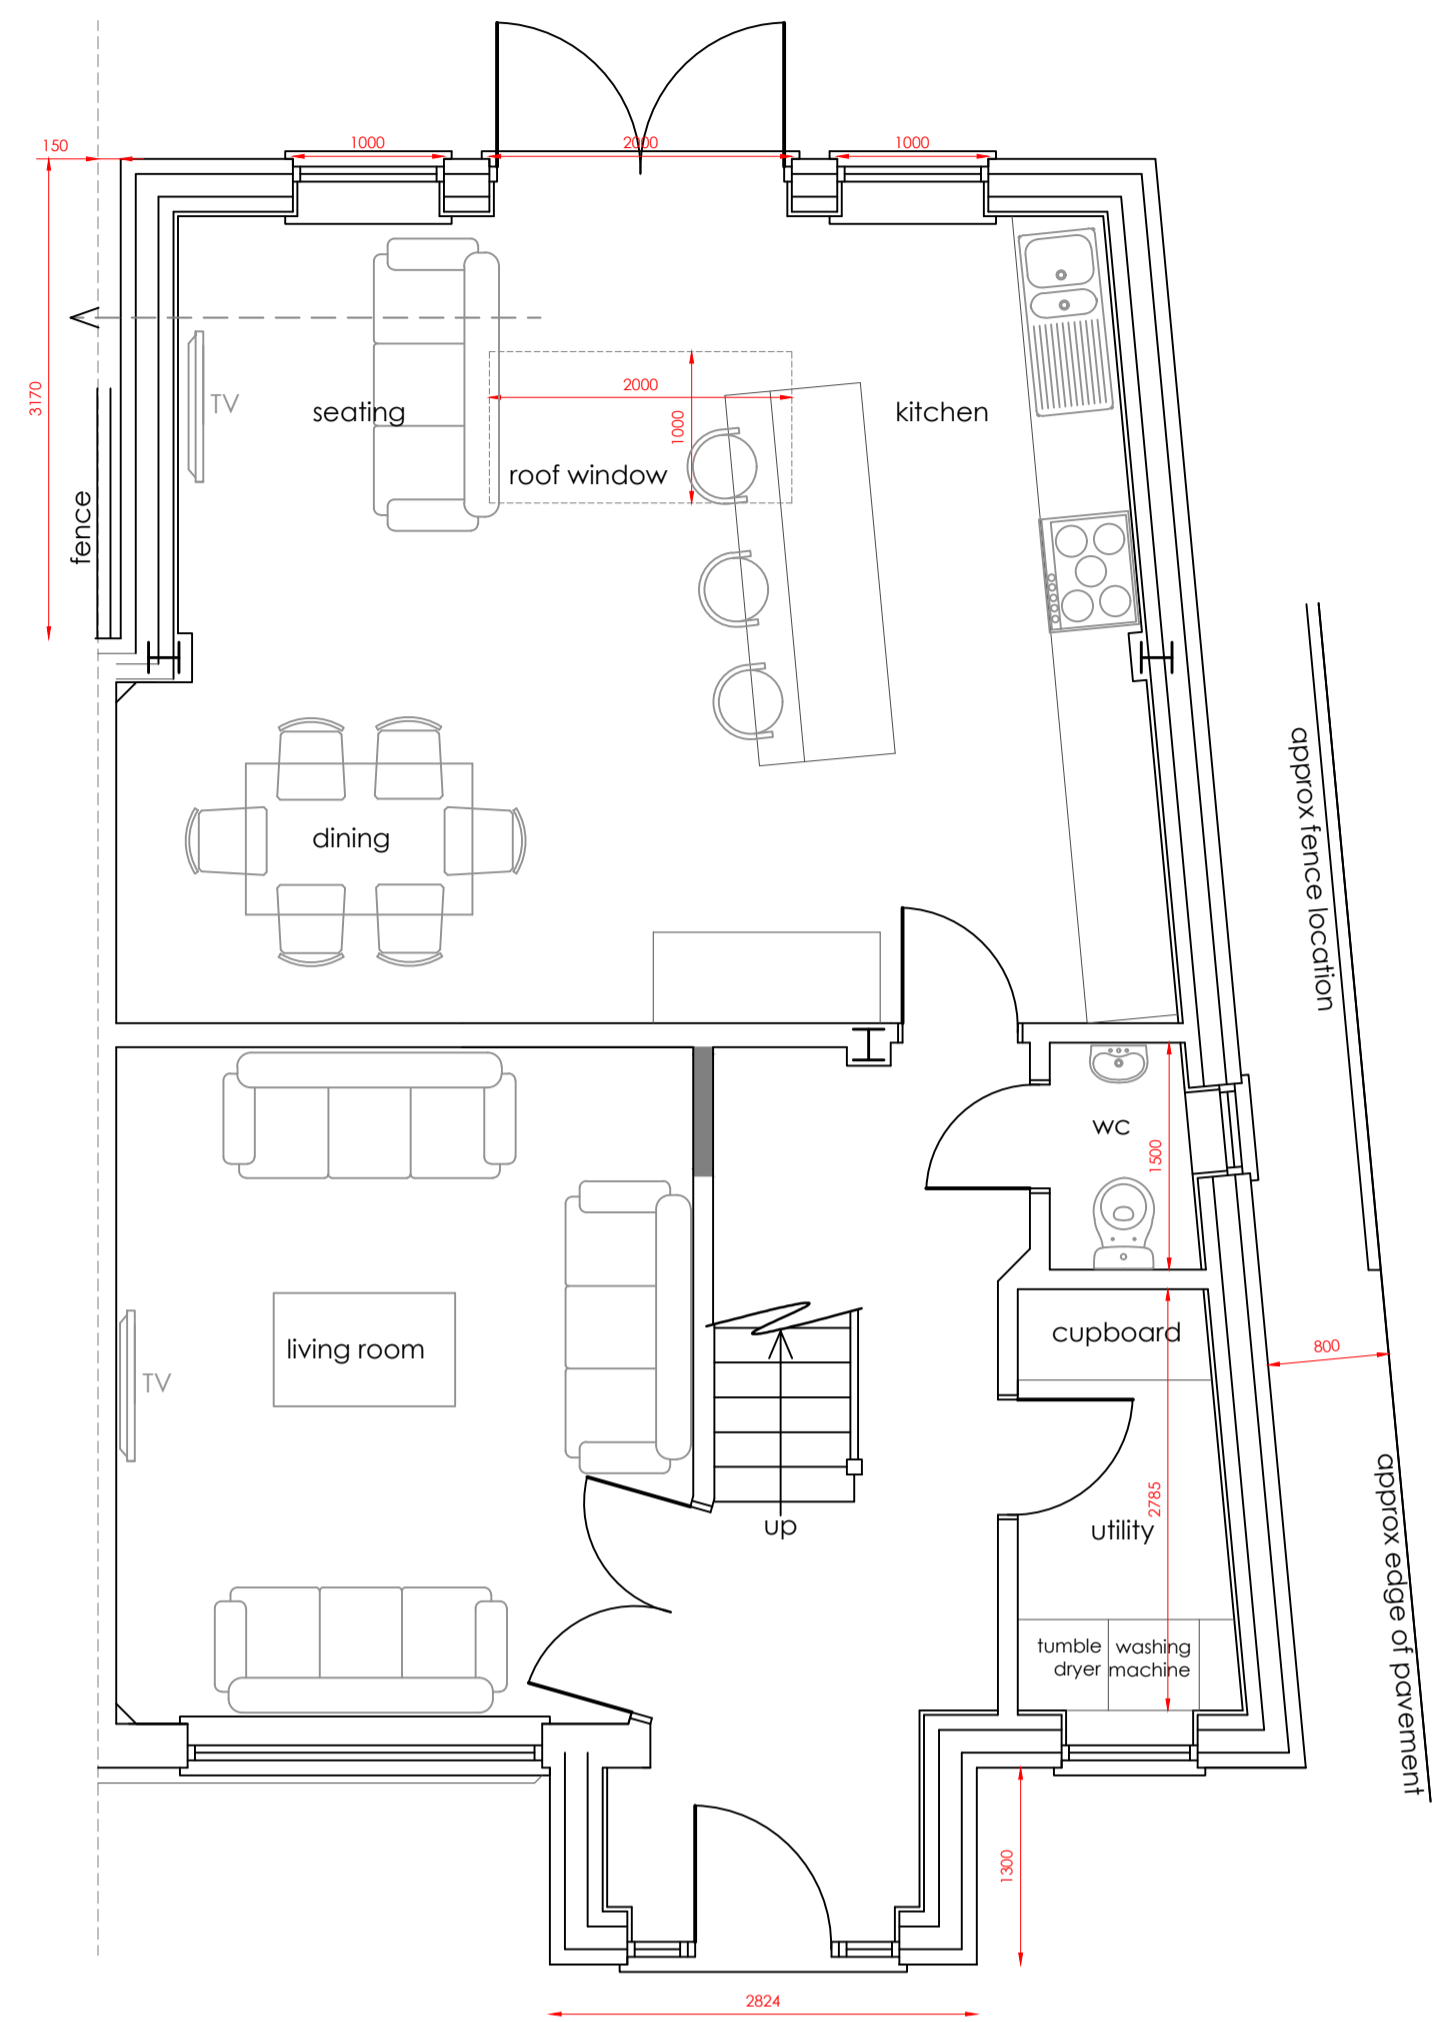 150
1000
2000
1000
3170
TV
seating
2000
1000
kitchen
roof window
fence
approx fence location
dining
wc
1500
cupboard
800
living room
TV
2785
up
utility
approx edge of pavement
tumble
dryer
washing
machine
1300
2824